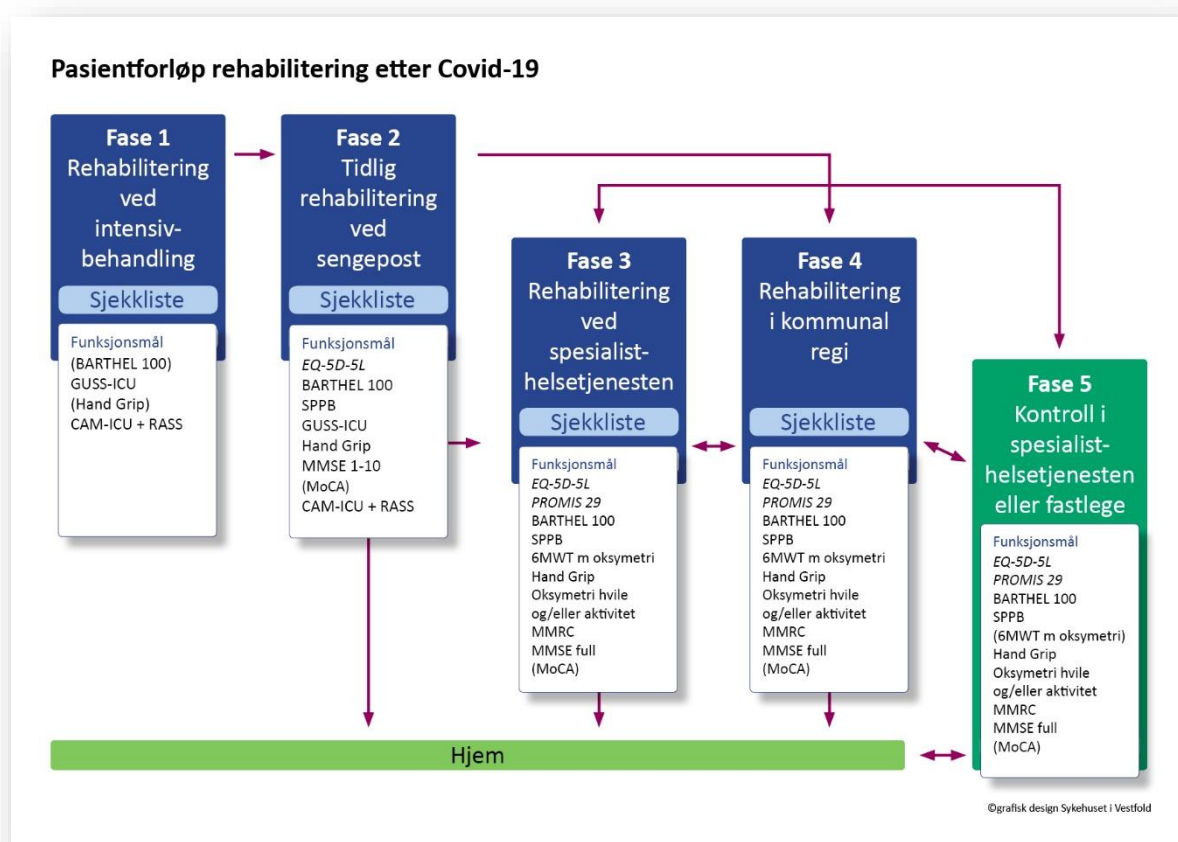 Pasientforløp rehabilitering etter Covid-19
Fase 1
Rehabilitering
ved
intensiv-
behandling
Sjekkliste
Funksjonsmål
(BARTHEL 100)
GUSS-ICU
(Hand Grip)
CAM-ICU + RASS
Fase 2
Tidlig
rehabilitering
ved
sengepost
Sjekkliste
Funksjonsmål
EQ-5D-5L
BARTHEL 100
SPPB
GUSS-ICU
Hand Grip
MMSE 1-10
(MoCA)
CAM-ICU + RASS
Fase 3
Rehabilitering
ved
spesialist-
helsetjenesten
Sjekkliste
Funksjonsmål
EQ-5D-5L
PROMIS 29
BARTHEL 100
SPPB
6MWT m oksymetri
Hand Grip
Oksymetri hvile
og/eller aktivitet
MMRC
MMSE full
(MoCA)
Fase 4
Rehabilitering
i kommunal
regi
Sjekkliste
Funksjonsmål
EQ-5D-5L
PROMIS 29
BARTHEL 100
SPPB
6MWT m oksymetri
Hand Grip
Oksymetri hvile
og/eller aktivitet
MMRC
MMSE full
(MoCA)
Fase 5
Kontroll i
spesialist-
helsetjenesten
eller fastlege
Funksjonsmål
EQ-5D-5L
PROMIS 29
BARTHEL 100
SPPB
(6MWT m oksymetri)
Hand Grip
Oksymetri hvile
og/eller aktivitet
MMRC
MMSE full
(MoCA)
Hjem
©grafisk design Sykehuset i Vestfold